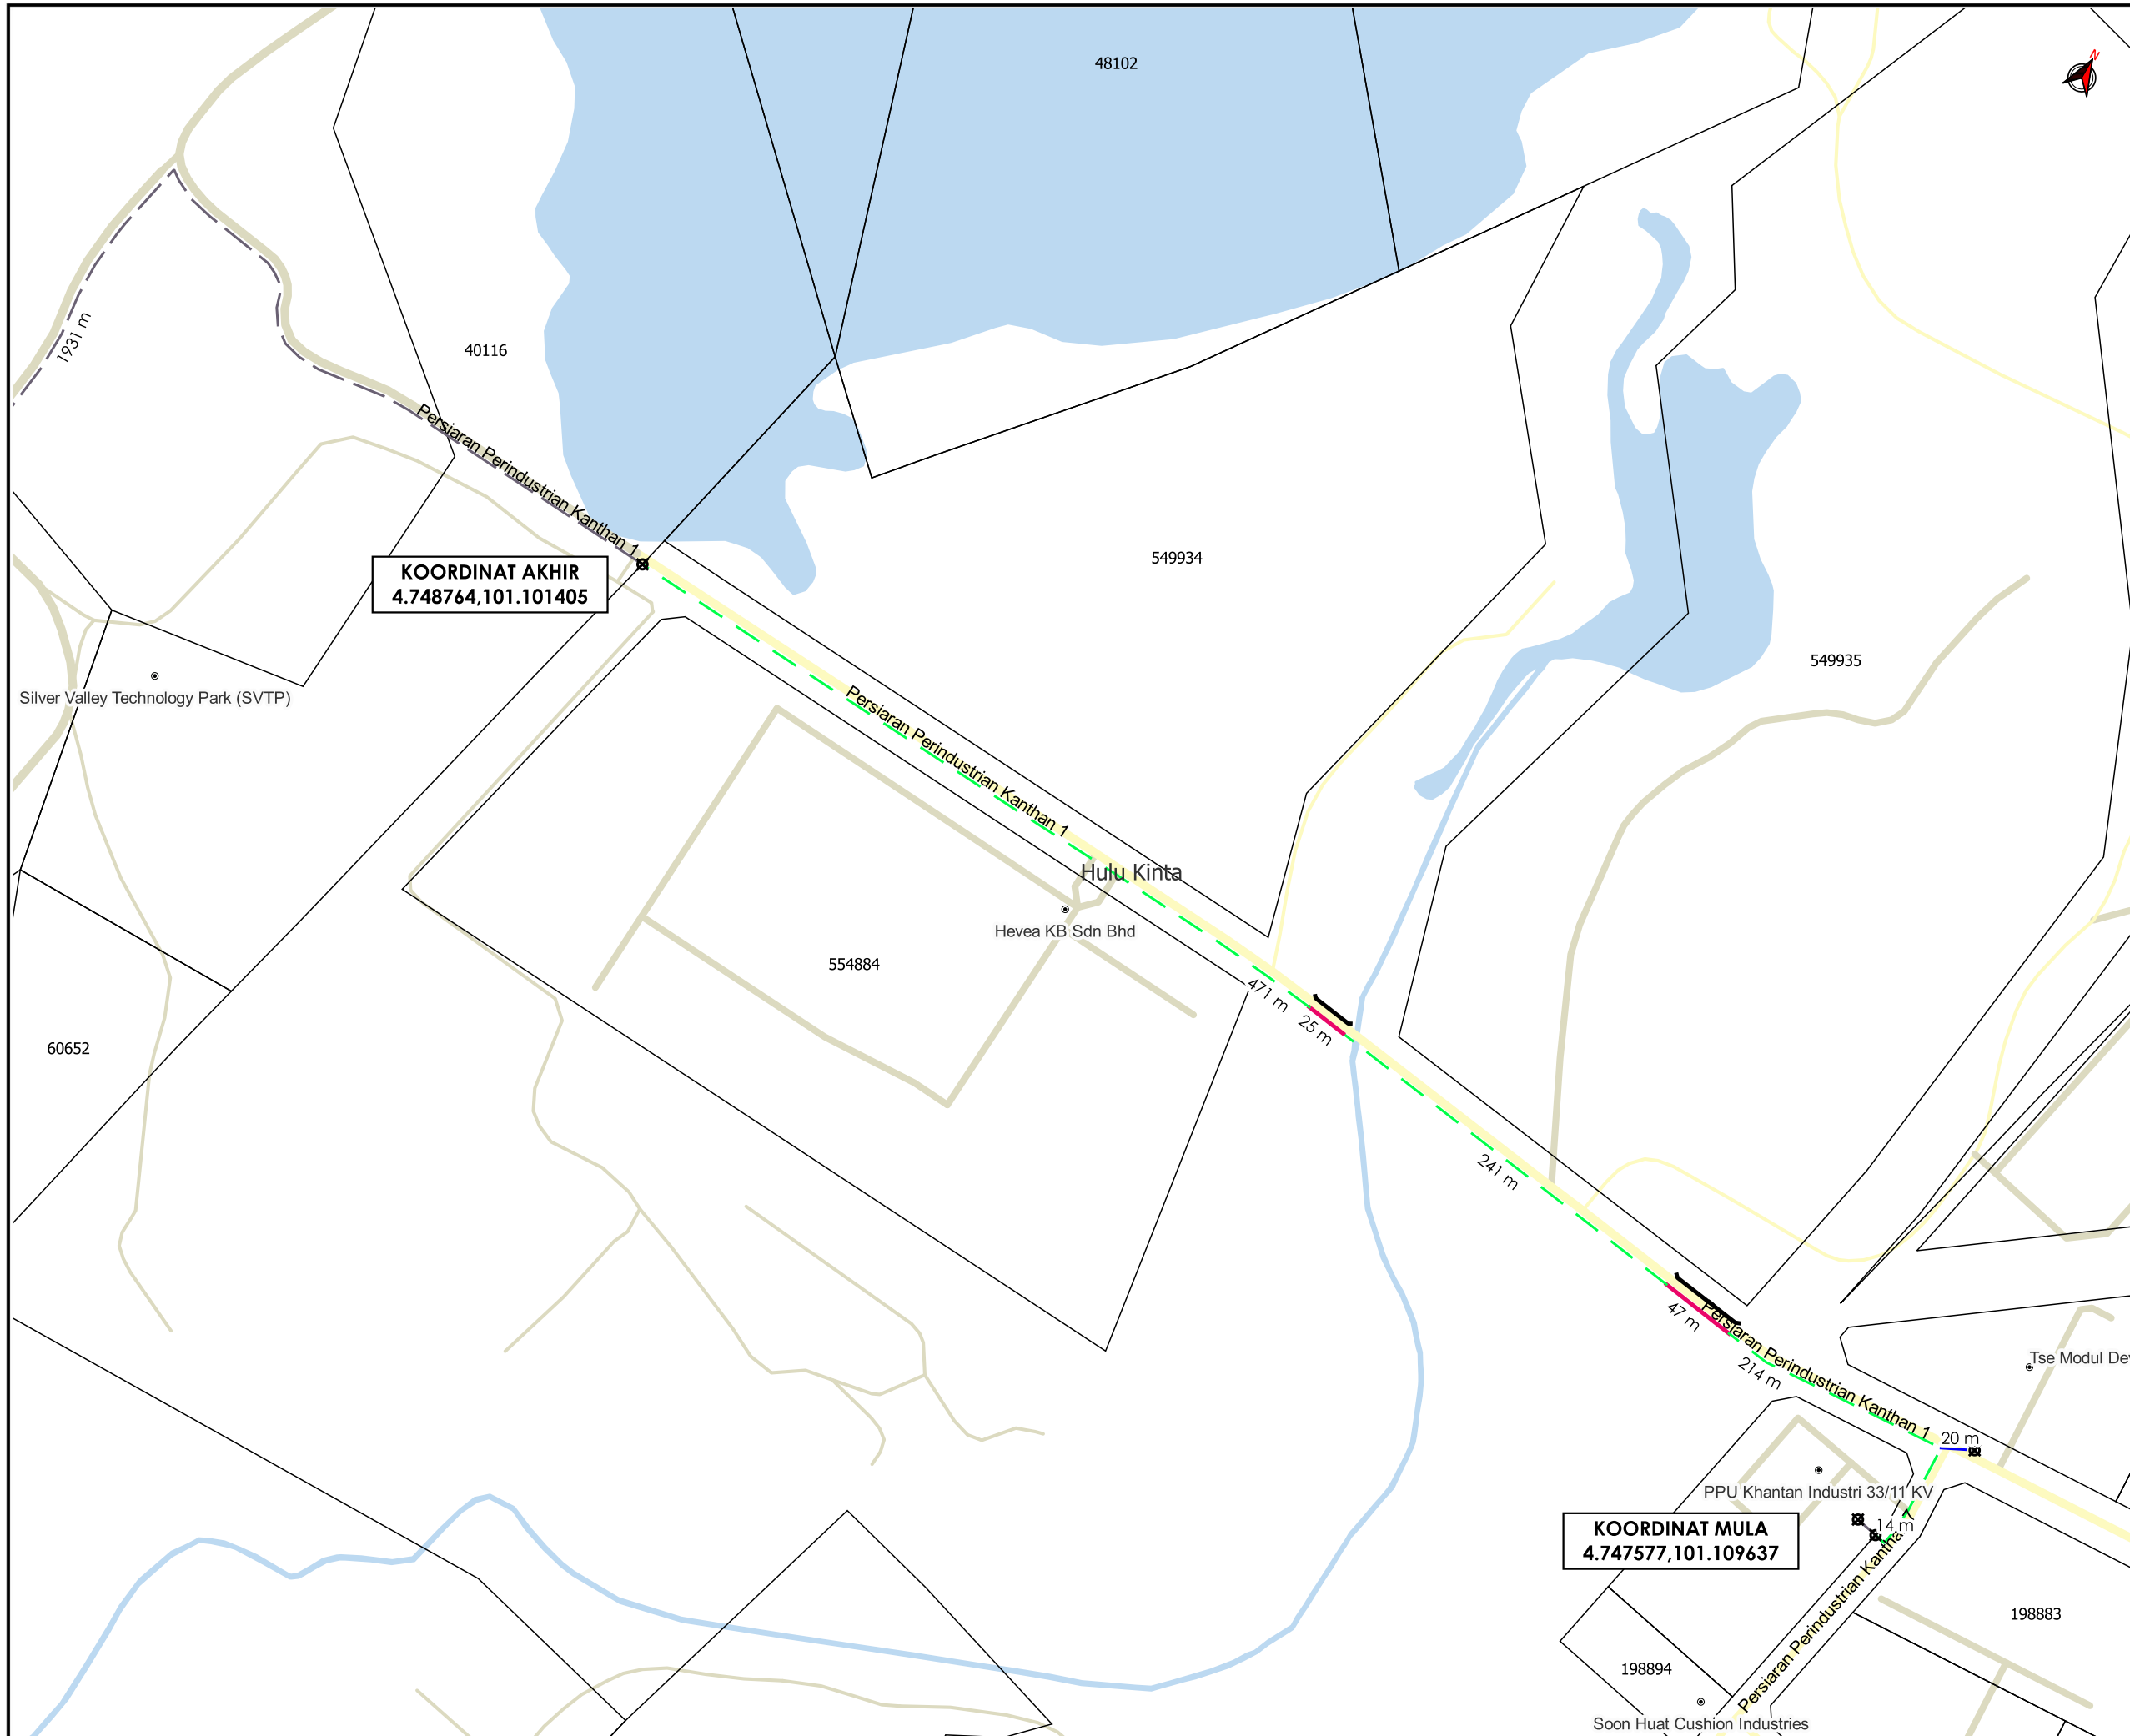 48102
N
1931 m
40116
Persiaran Perindustrian Kanthan 1
549934
KOORDINAT AKHIR
4.748764,101.101405
549935
Silver Valley Technology Park (SVTP)
Persiaran Perindustrian Kanthan 1
Hulu Kinta
Hevea KB Sdn Bhd
554884
471 m
25 m
60652
241 m
47 m
Persiaran Perindustrian Kanthan 1
214 m
Tse Modul Dev
20 m
PPU Khantan Industri 33/11 KV
14 m
KOORDINAT MULA
4.747577,101.109637
Persiaran Perindustrian Kantha
198883
198894
Soon Huat Cushion Industries